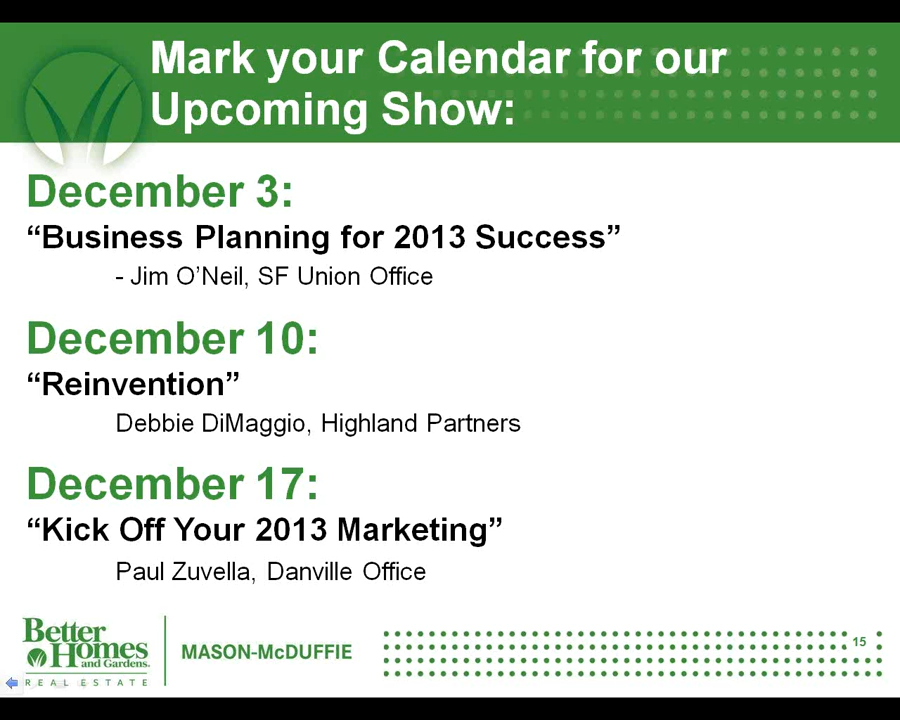 Mark your Calendar for our
Upcoming Show:
December 3:
“Business Planning for 2013 Success”
- Jim O’Neil, SF Union Office
December 10:
“Reinvention”
Debbie DiMaggio, Highland Partners
December 17:
“Kick Off Your 2013 Marketing”
Paul Zuvella, Danville Office
Better
Homes
and Gardens.
REAL ESTATE
MASON-McDUFFIE
15